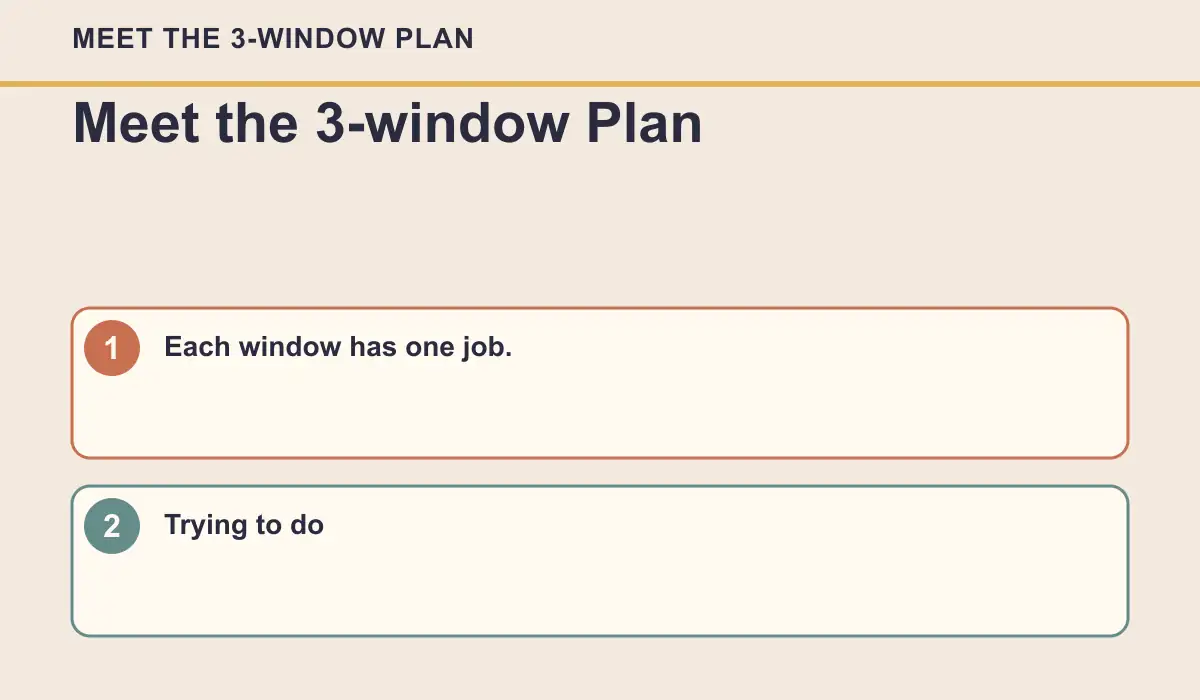 MEET THE 3-WINDOW PLAN
Meet the 3-window Plan
1
Each window has one job.
2
Trying to do